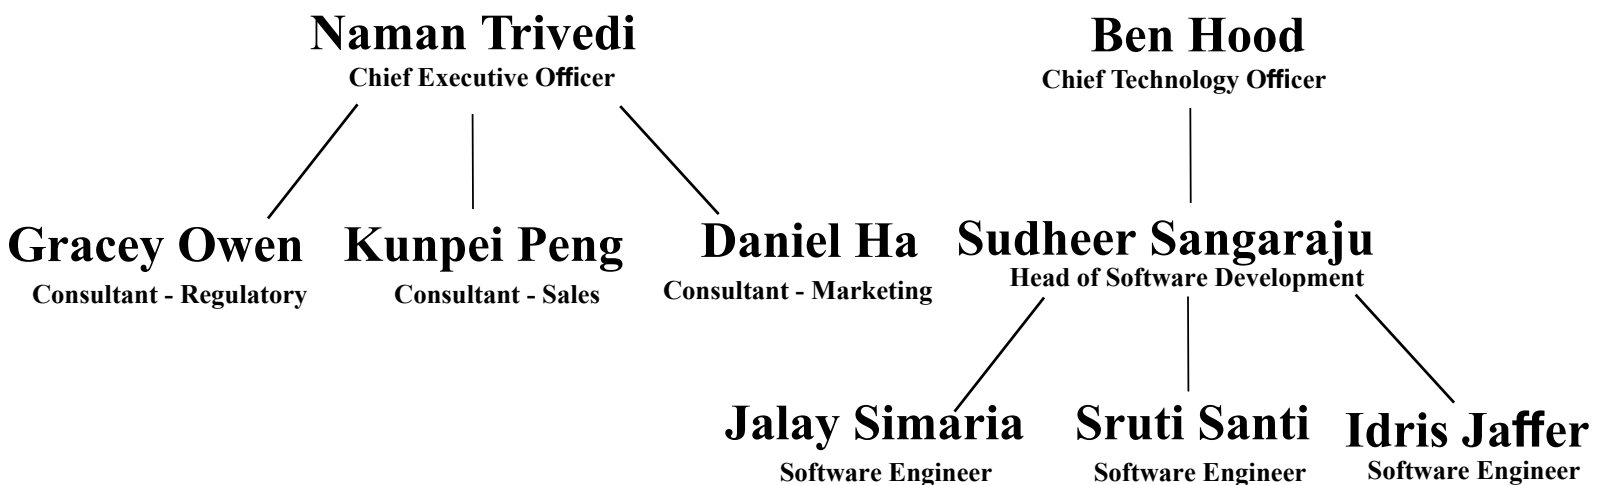 Naman Trivedi
Chief Executive Officer
Ben Hood
Chief Technology Officer
Gracey Owen
Consultant - Regulatory
Kunpei Peng
Consultant - Sales
Daniel Ha
Consultant - Marketing
Sudheer Sangaraju
Head of Software Development
Jalay Simaria
Software Engineer
Sruti Santi
Software Engineer
Idris Jaffer
Software Engineer